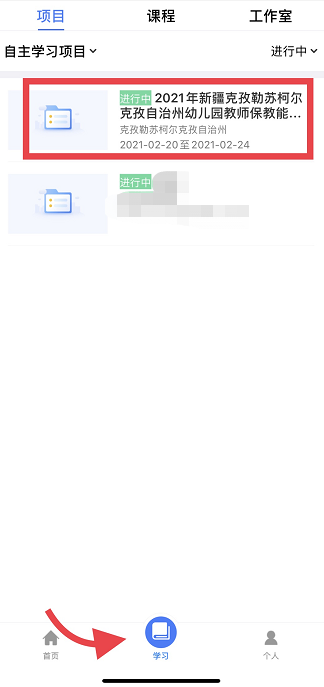 项目 课程 工作室
自主学习项目 进行中
进行中 2021年新疆克孜勒苏柯尔
克孜自治州幼儿园教师保教能...
克孜勒苏柯尔克孜自治州
2021-02-20至2021-02-24
进行中
首页 学习 个人